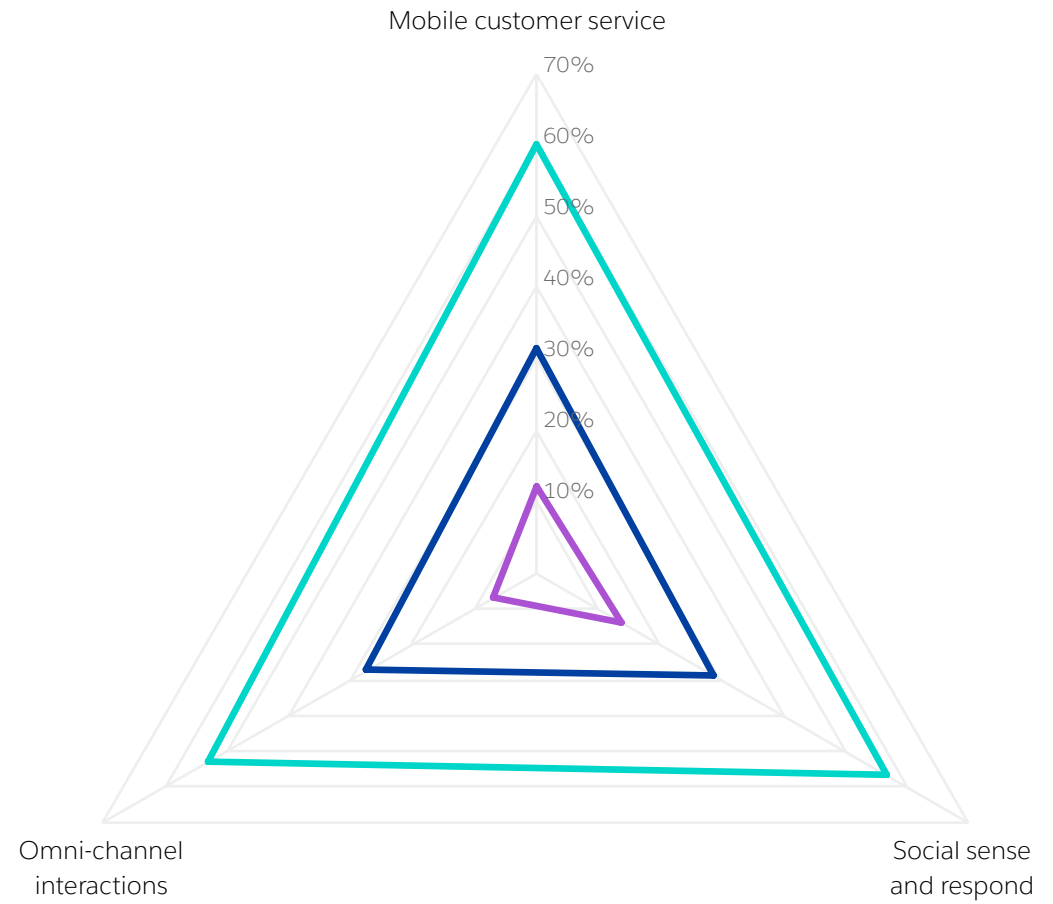 Mobile customer service
70%
60%
50%
40%
30%
20%
10%
Omni-channel
interactions
Social sense
and respond